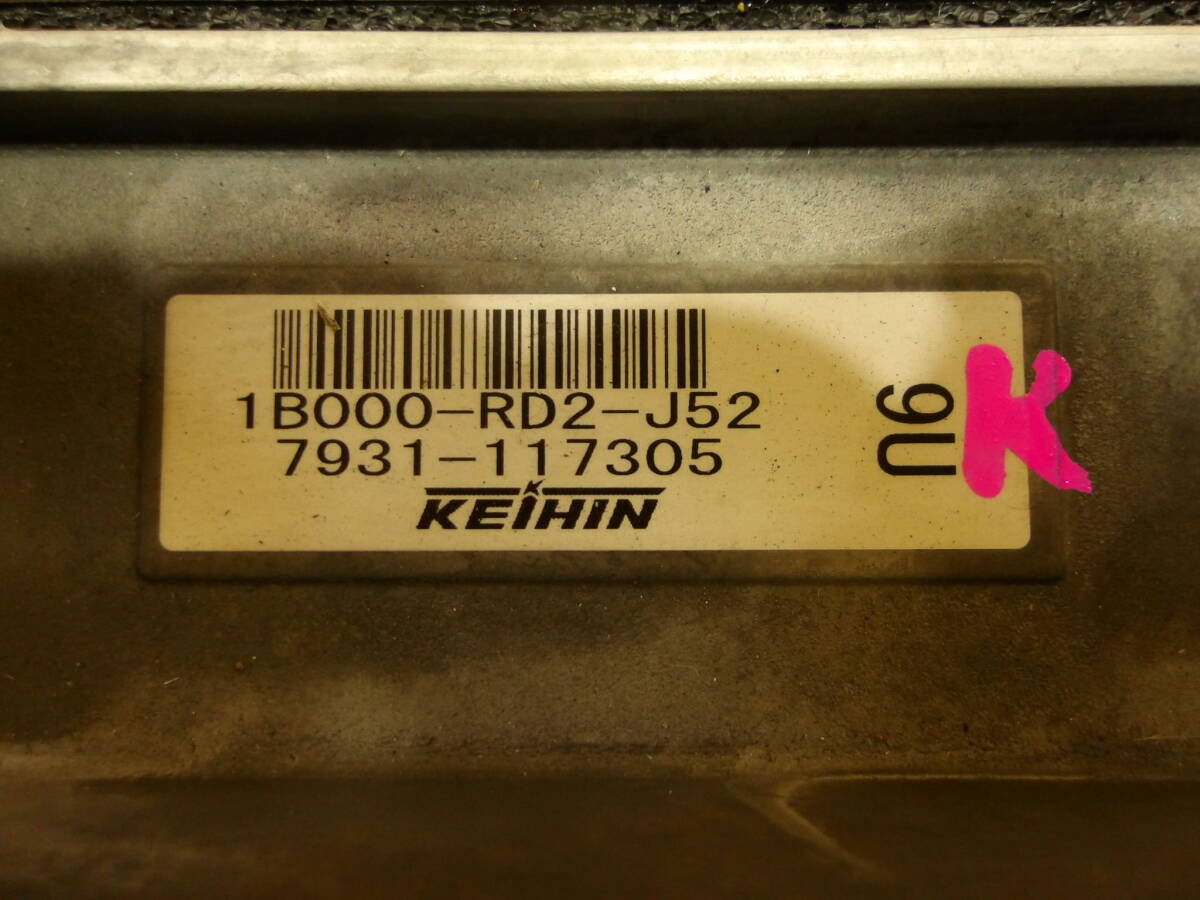 1B000-RD2-J52
7931-117305
KEIHIN
9U
K